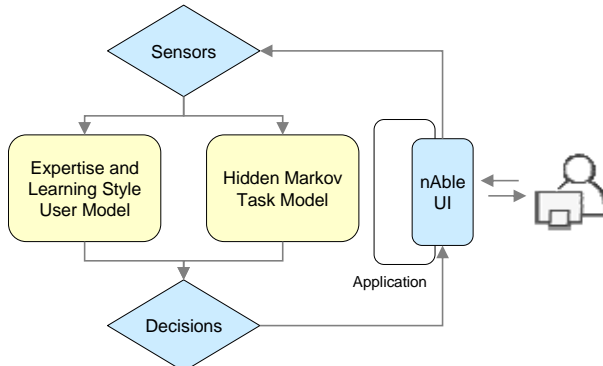 Sensors
Expertise and
Learning Style
User Model
Hidden Markov
Task Model
nAble
UI
Application
Decisions